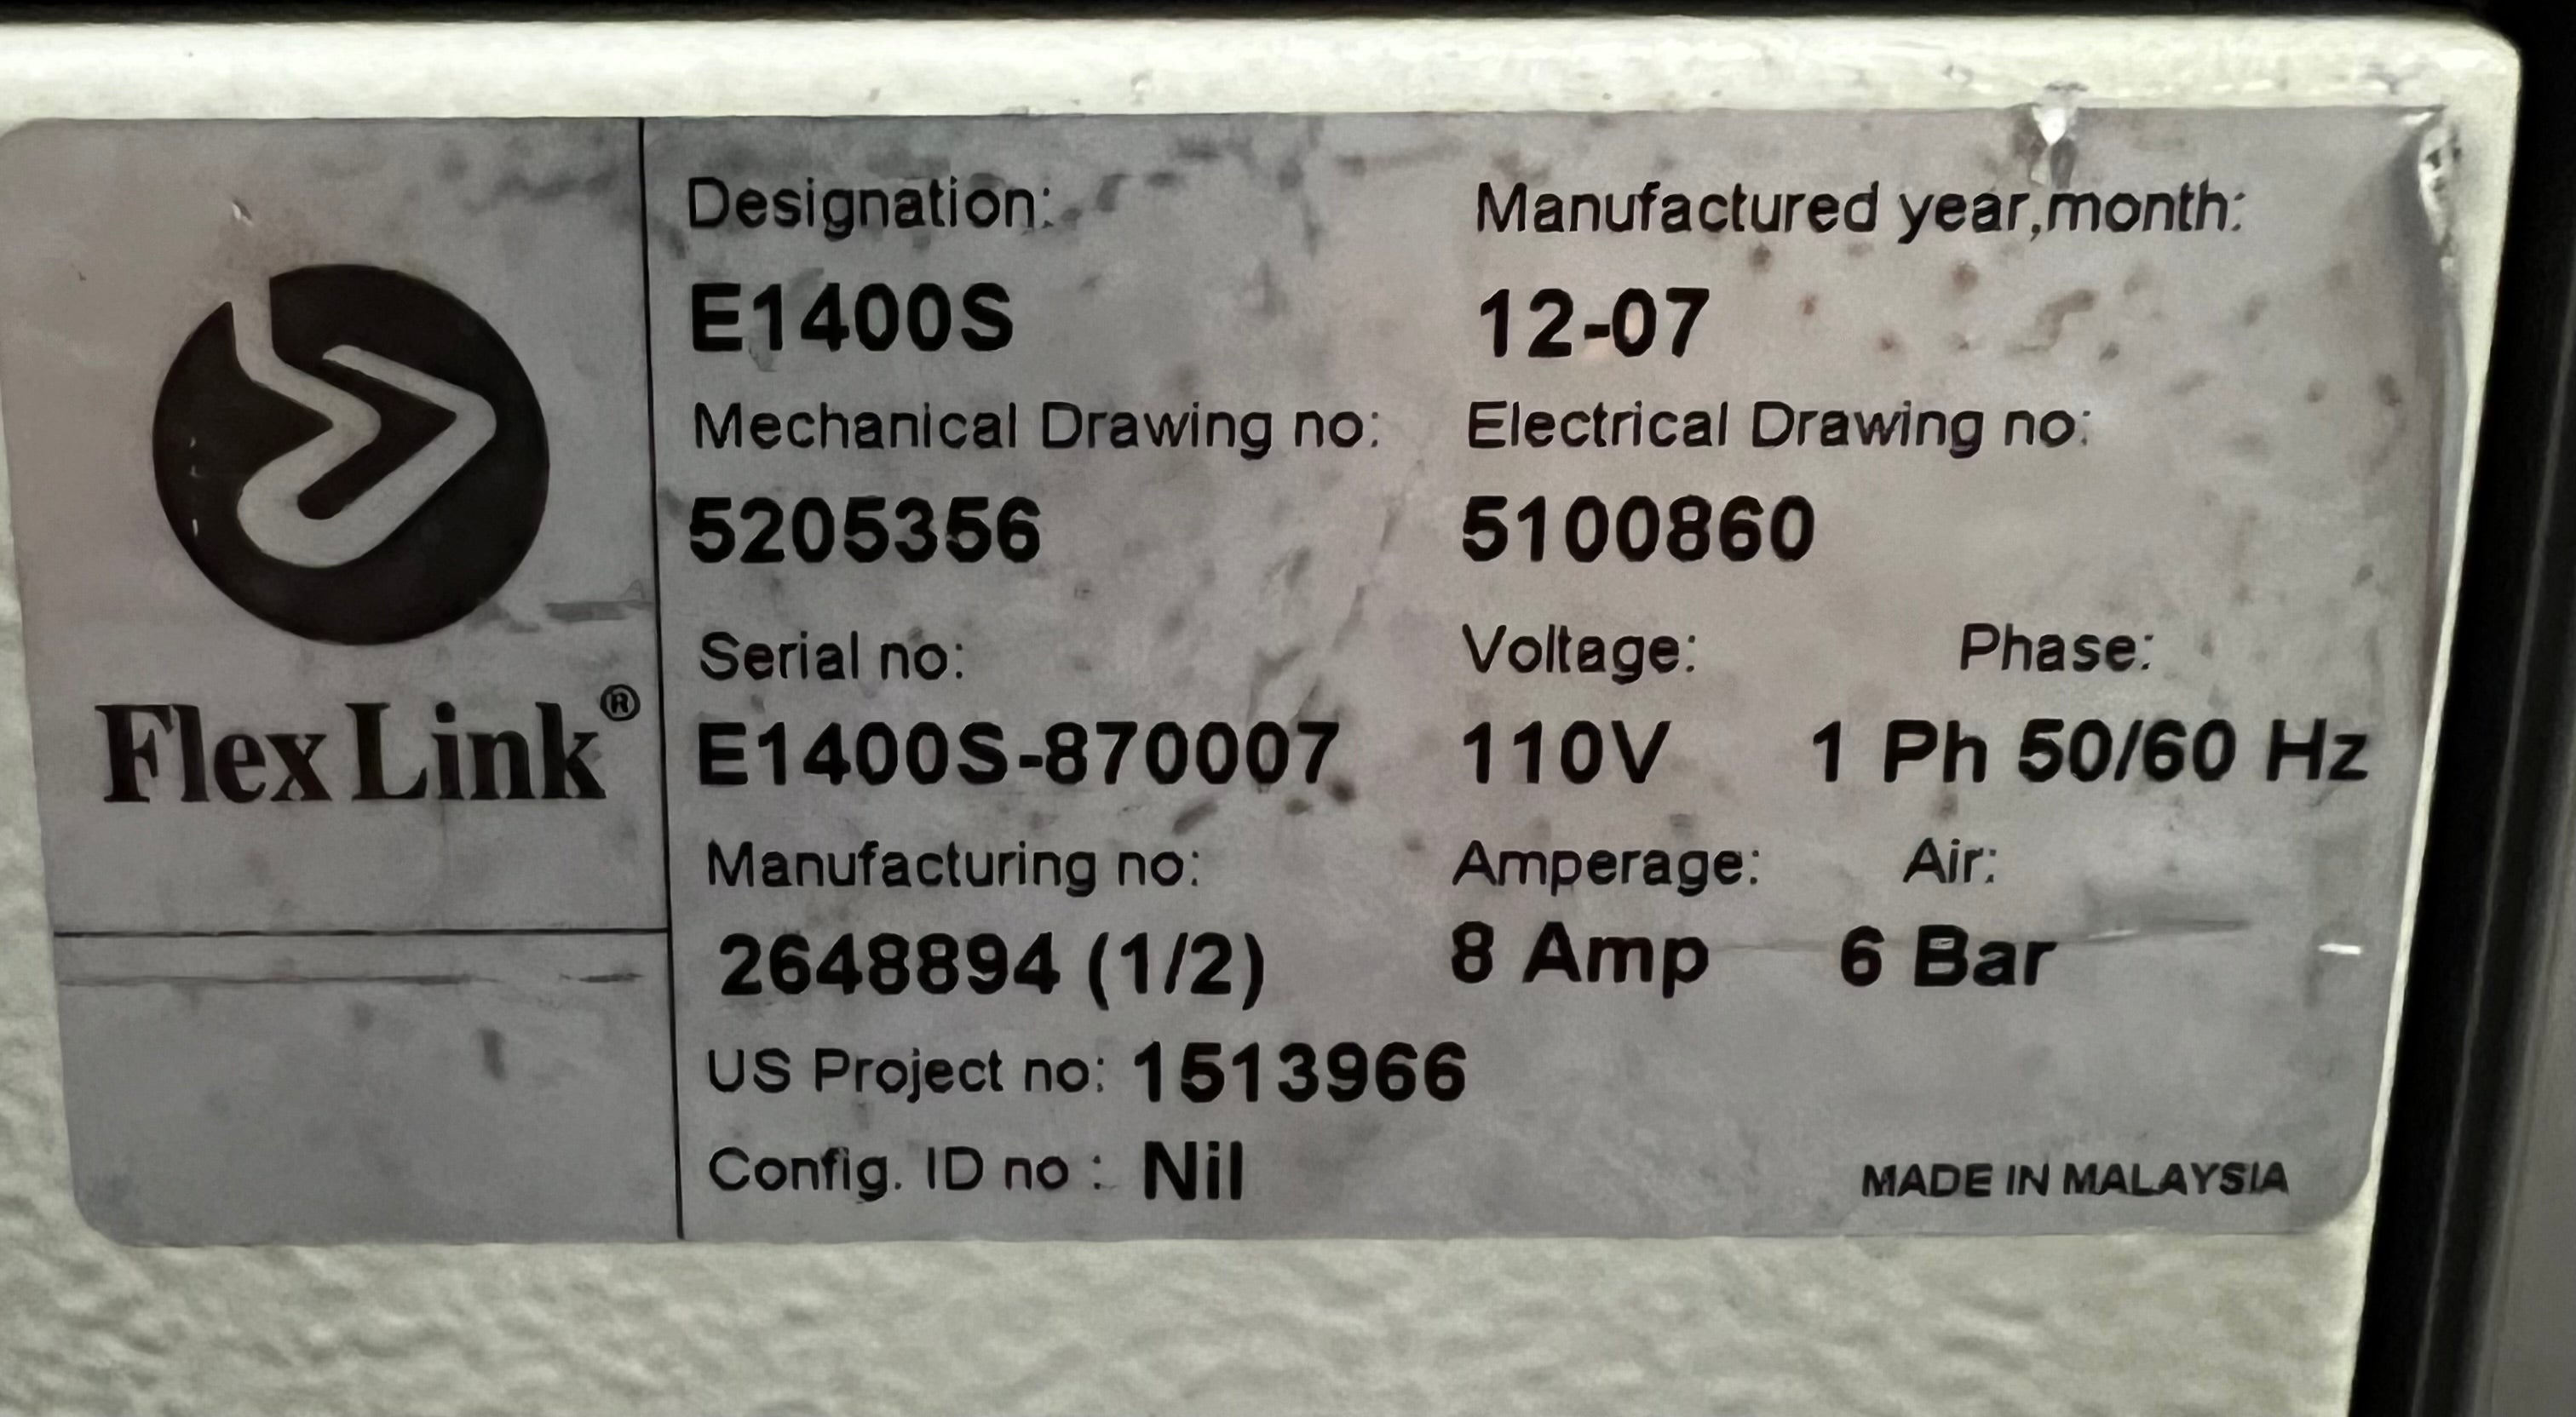 FlexLink®
Designation:
E1400S
Manufactured year,month:
12-07
Mechanical Drawing no:
5205356
Electrical Drawing no:
5100860
Serial no:
E1400S-870007
Voltage:
110V
Phase:
1 Ph 50/60 Hz
Manufacturing no:
2648894 (1/2)
Amperage:
8 Amp
Air:
6 Bar
US Project no: 1513966
Config. ID no : Nil
MADE IN MALAYSIA